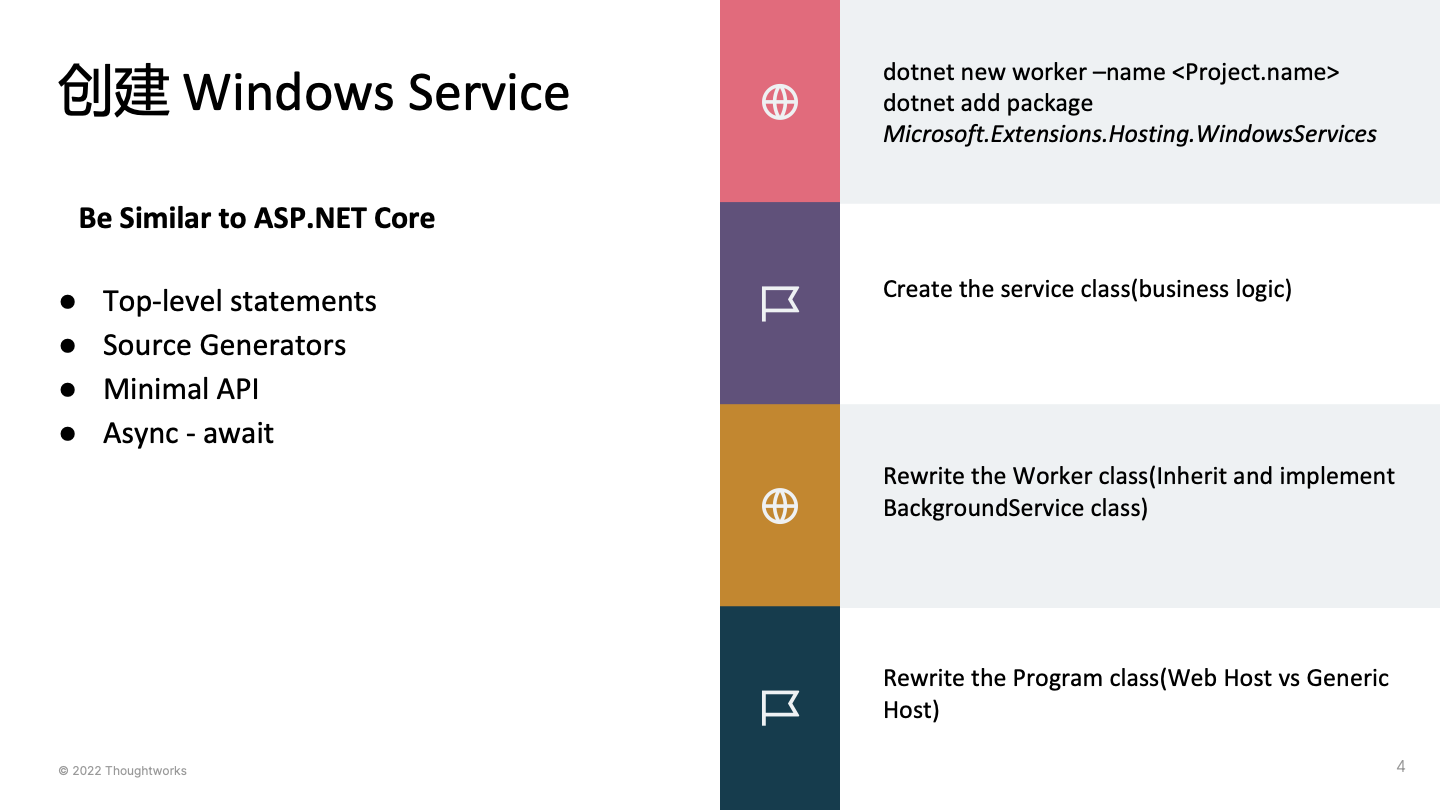 创建 Windows Service
Be Similar to ASP.NET Core
● Top-level statements
● Source Generators
● Minimal API
● Async - await
dotnet new worker –name <Project.name>
dotnet add package
Microsoft.Extensions.Hosting.WindowsServices
Create the service class(business logic)
Rewrite the Worker class(Inherit and implement
BackgroundService class)
Rewrite the Program class(Web Host vs Generic
Host)
© 2022 Thoughtworks
4